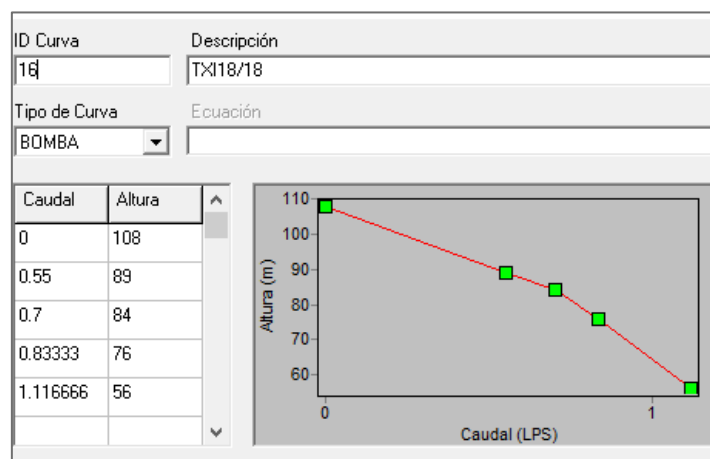 ID Curva Descripción
16 TXI18/18
Tipo de Curva Ecuación
BOMBA
Caudal Altura
0 108
0.55 89
0.7 84
0.83333 76
1.116666 56
Altura (m)
110
100
90
80
70
60
0 1
Caudal (LPS)